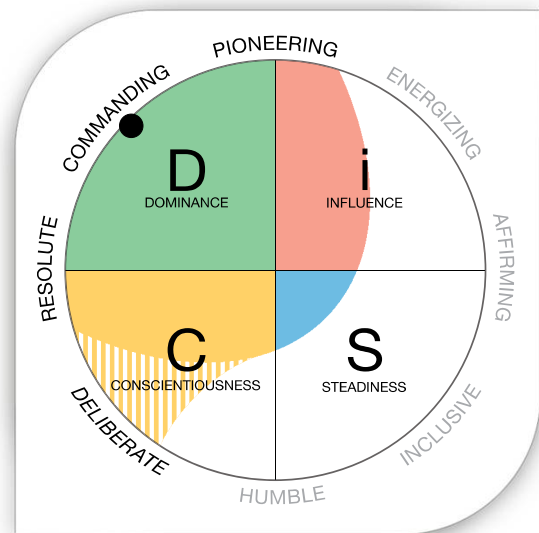 PIONEERING
ENERGIZING
COMMANDING
D
DOMINANCE
i
INFLUENCE
RESOLUTE
AFFIRMING
C
CONSCIENTIOUSNESS
S
STEADINESS
DELIBERATE
INCLUSIVE
HUMBLE